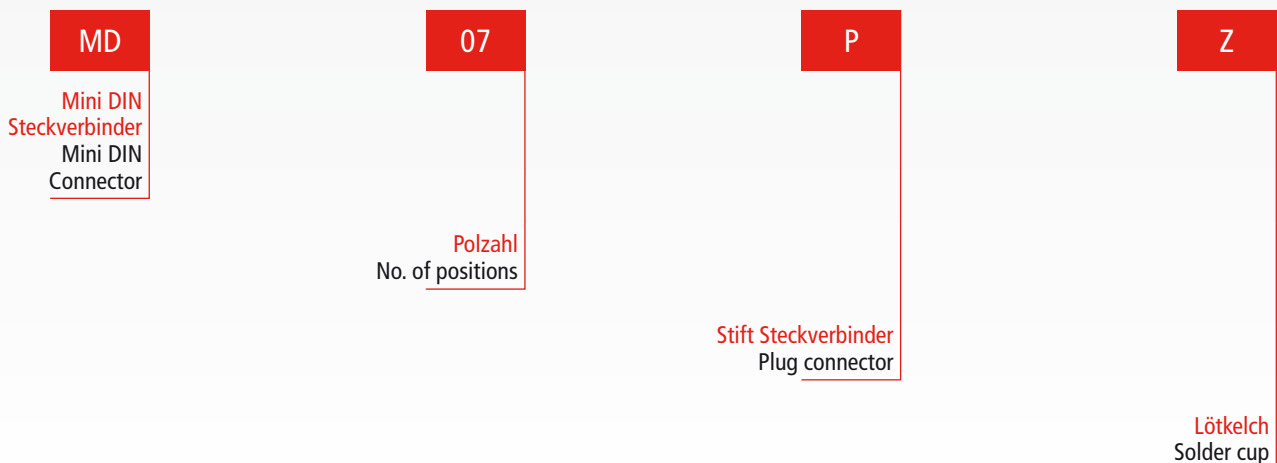 MD
07
P
Z
Mini DIN
Steckverbinder
Mini DIN
Connector
Polzahl
No. of positions
Stift Steckverbinder
Plug connector
Lötkelch
Solder cup